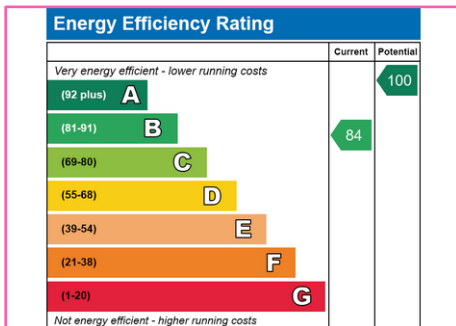 Energy Efficiency Rating
Current Potential
Very energy efficient - lower running costs
(92 plus) A
100
(81-91) B
84
(69-80) C
(55-68) D
(39-54) E
(21-38) F
(1-20) G
Not energy efficient - higher running costs